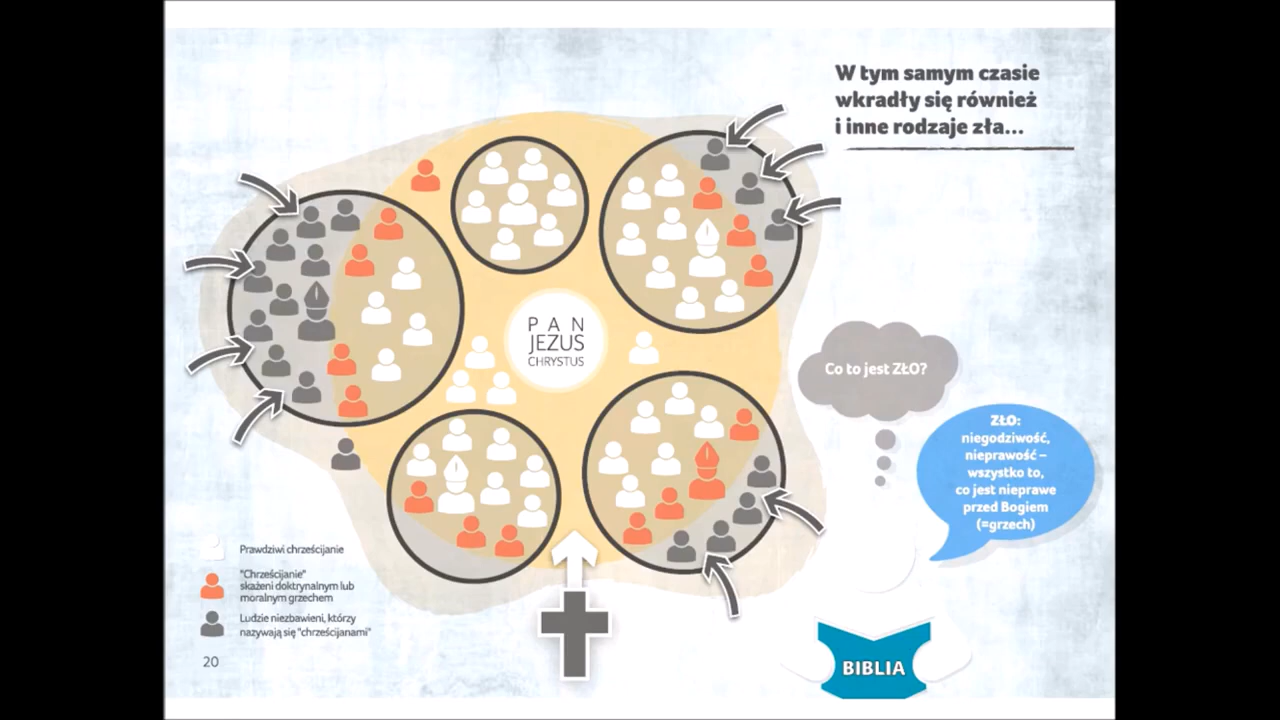 W tym samym czasie
wkradły się również
i inne rodzaje zła...
PAN
JEZUS
CHRYSTUS
Co to jest ZŁO?
ZŁO:
niegodziwość,
nieprawość –
wszystko to,
co jest nieprawe
przed Bogiem
(=grzech)
Prawdziwi chrześcijanie
"Chrześcijanie"
skażeni doktrynalnym lub
moralnym grzechem
Ludzie niezbawieni, którzy
nazywają się "chrześcijanami"
20
BIBLIA